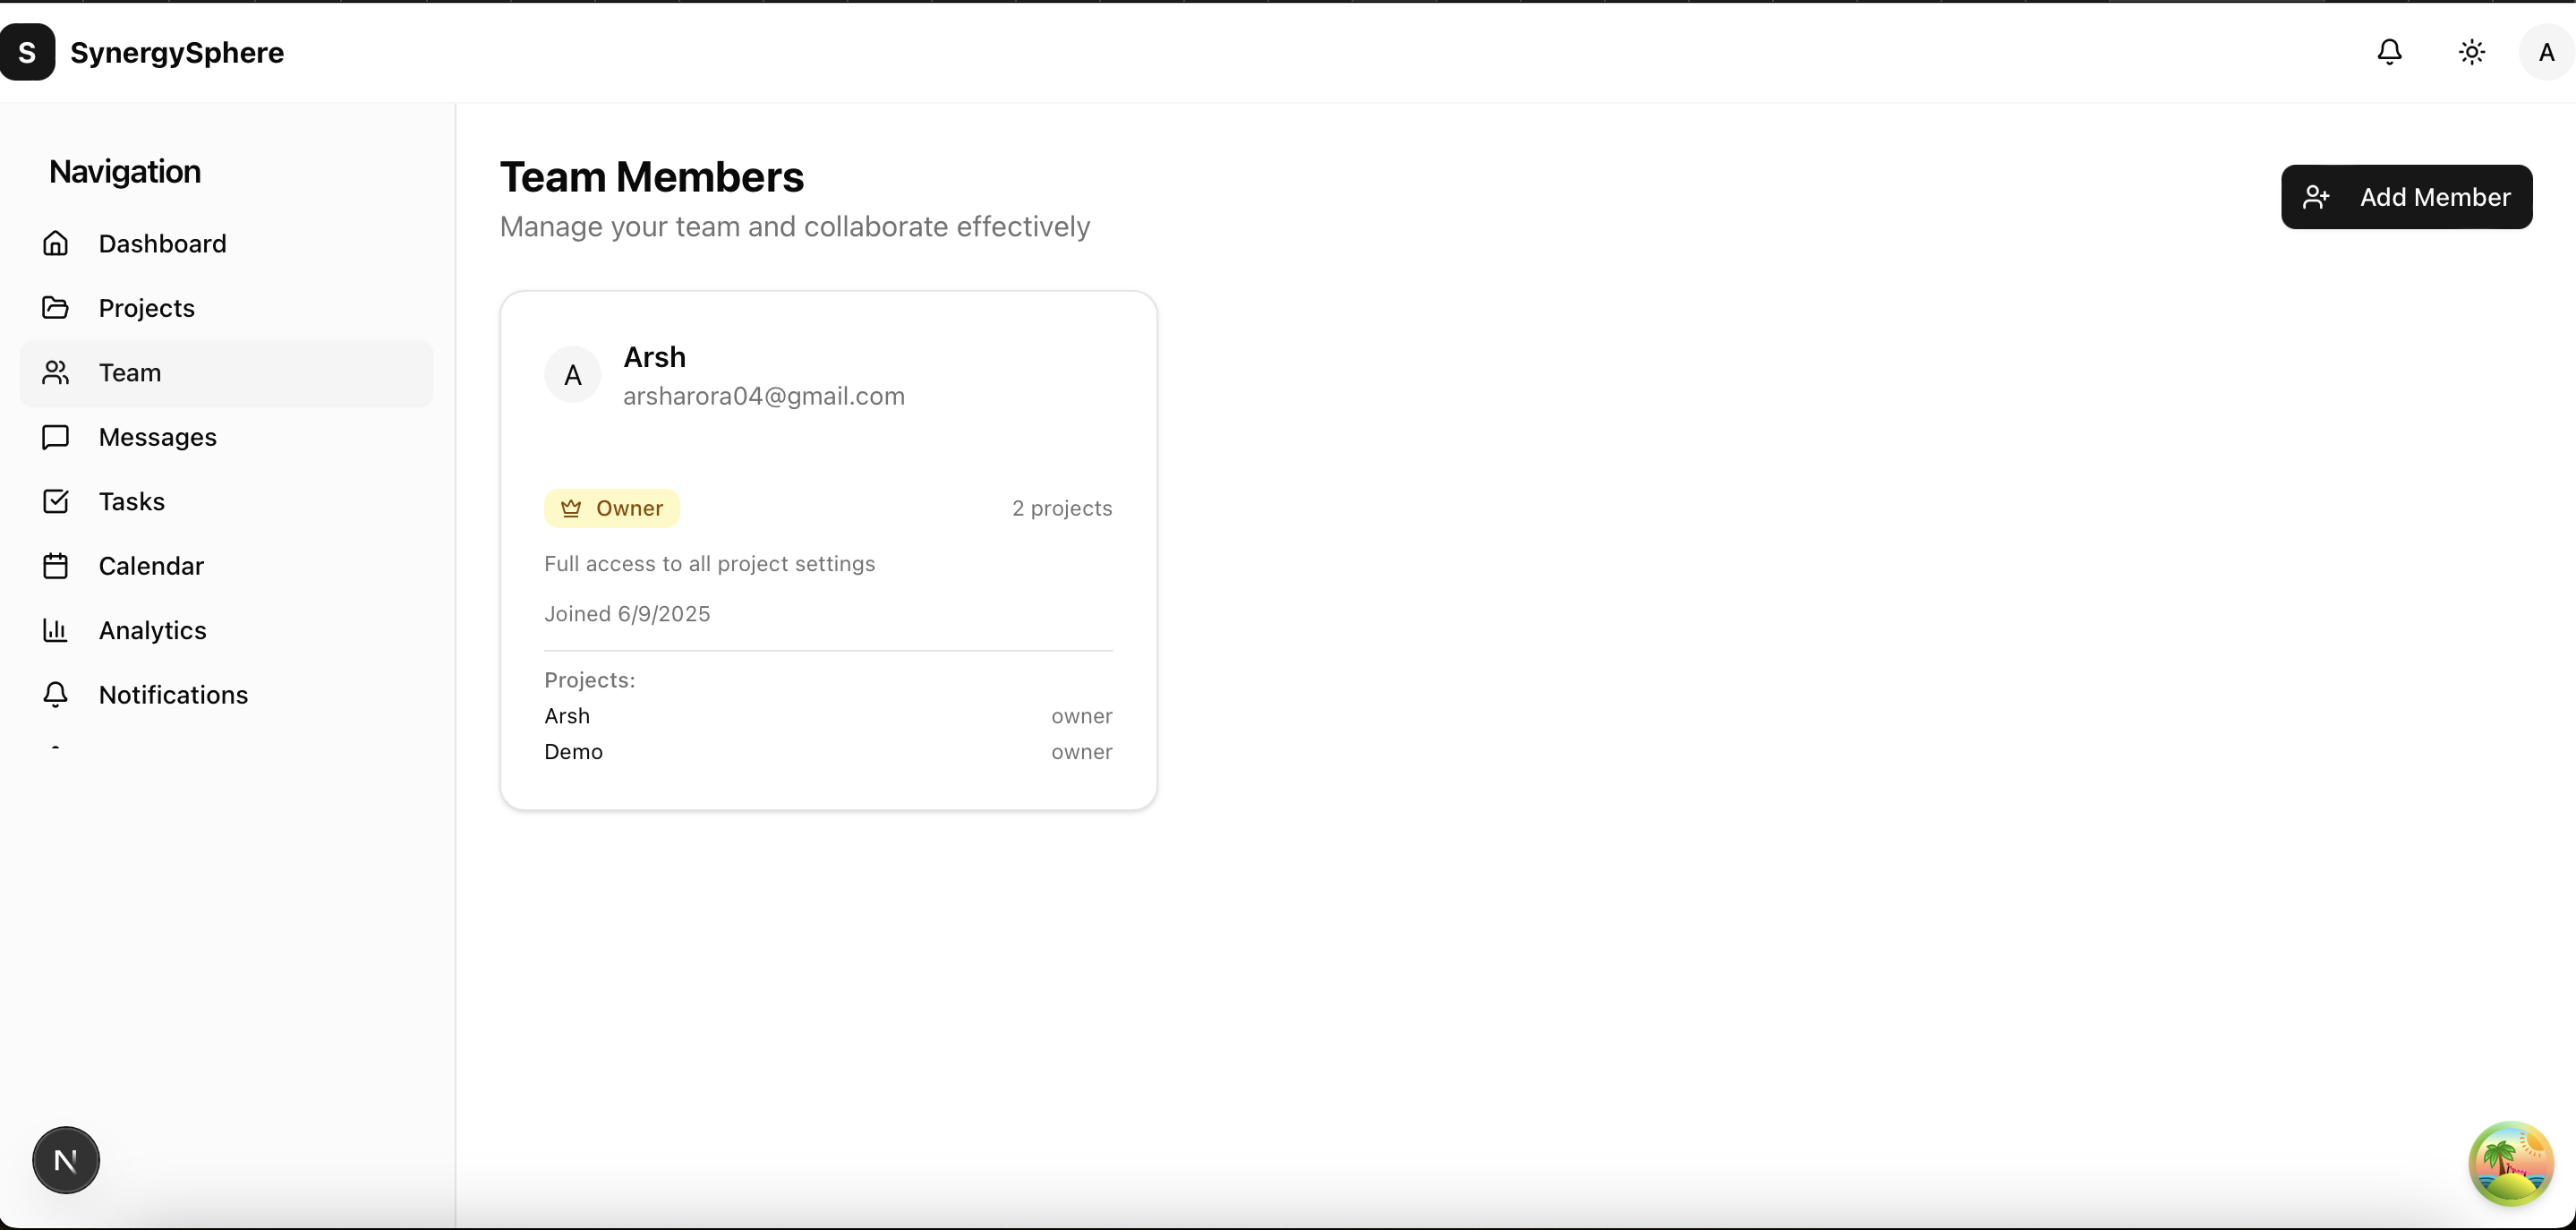 S SynergySphere
A
Navigation
Dashboard
Projects
Team
Messages
Tasks
Calendar
Analytics
Notifications
N
Team Members
Manage your team and collaborate effectively
Add Member
A
Arsh
arsharora04@gmail.com
Owner
2 projects
Full access to all project settings
Joined 6/9/2025
Projects:
Arsh owner
Demo owner